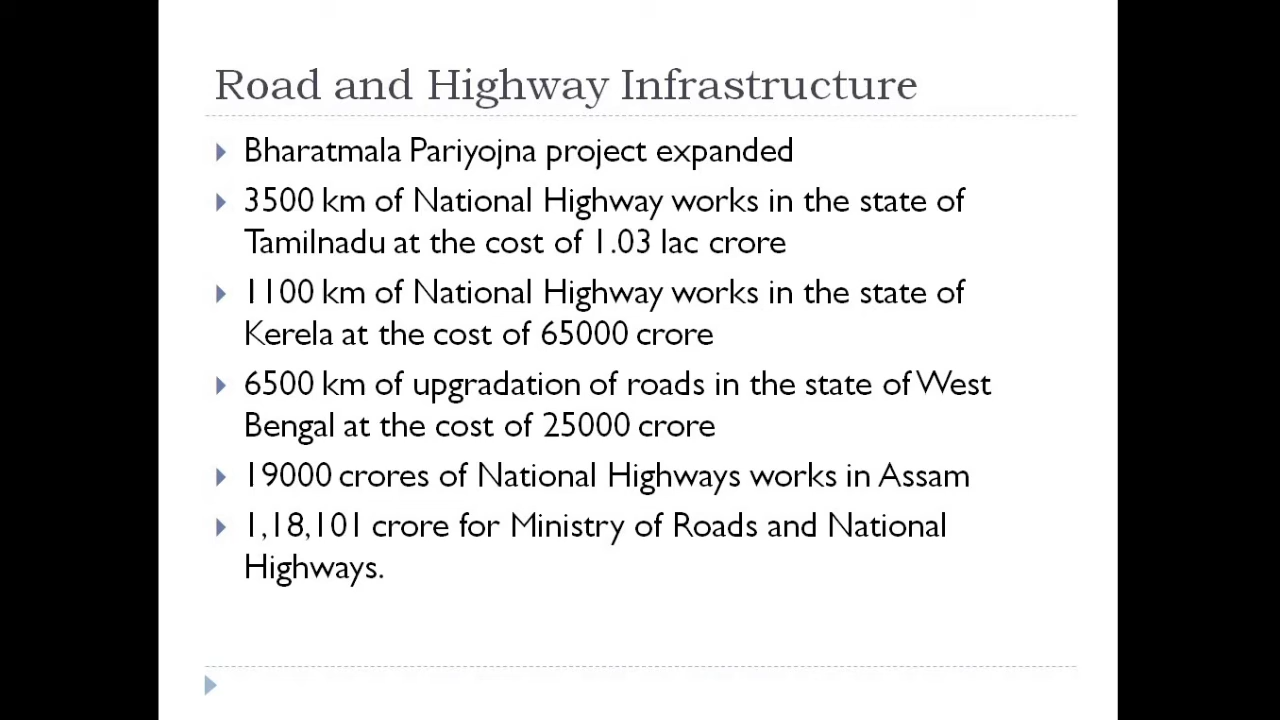 Road and Highway Infrastructure
Bharatmala Pariyojna project expanded
3500 km of National Highway works in the state of
Tamilnadu at the cost of 1.03 lac crore
1100 km of National Highway works in the state of
Kerela at the cost of 65000 crore
6500 km of upgradation of roads in the state of West
Bengal at the cost of 25000 crore
19000 crores of National Highways works in Assam
1,18,101 crore for Ministry of Roads and National
Highways.